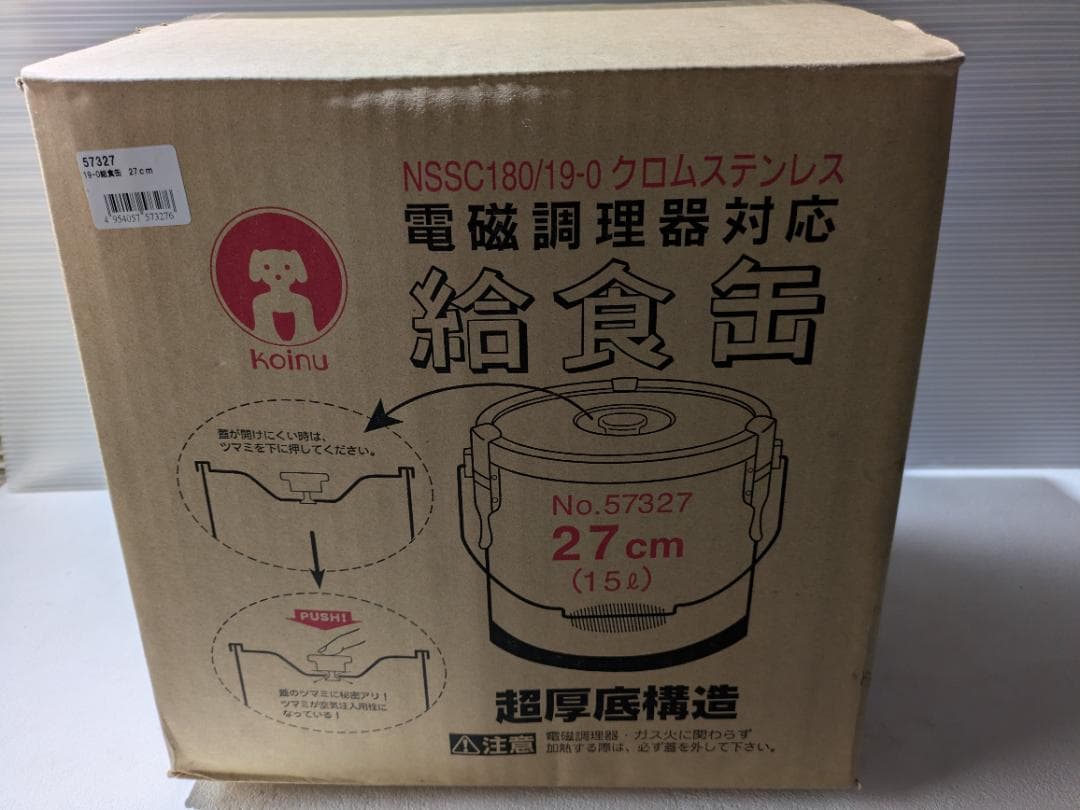 57327
19-0給食缶 27cm
4 954057 573276
NSSC180/19-0 クロムステンレス
電磁調理器対応
給食缶
koinu
蓋が開けにくい時は、
ツマミを下に押してください。
No.57327
27cm
(15ℓ)
PUSH!
蓋のツマミに秘密アリ!
ツマミが空気注入用栓に
なっている!
超厚底構造
注意
電磁調理器・ガス火に関わらず
加熱する際は、必ず蓋を外して下さい。